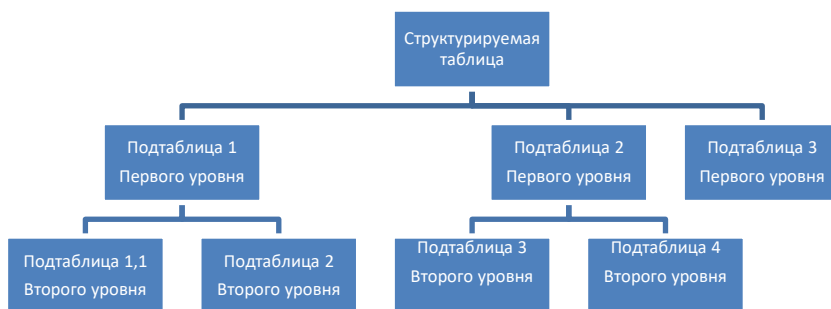 Структурируемая
таблица
Подтаблица 1
Первого уровня
Подтаблица 2
Первого уровня
Подтаблица 3
Первого уровня
Подтаблица 1,1
Второго уровня
Подтаблица 2
Второго уровня
Подтаблица 3
Второго уровня
Подтаблица 4
Второго уровня